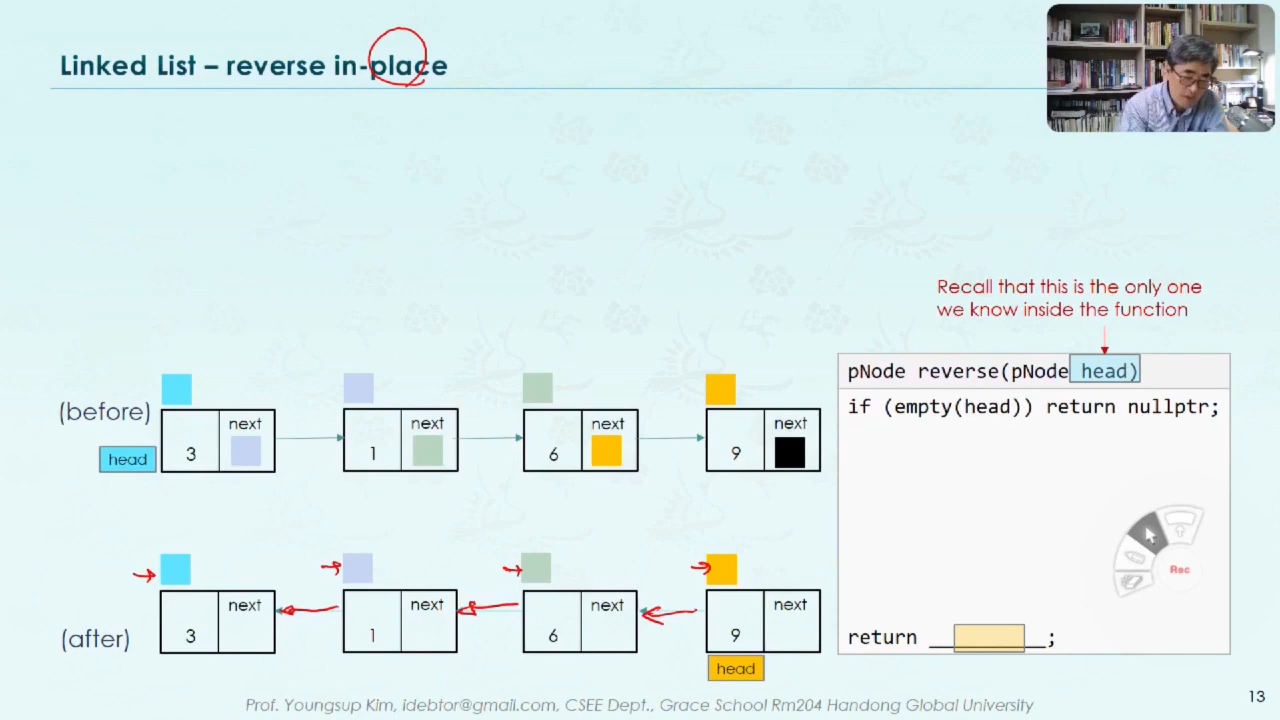 Linked List – reverse in-place
Recall that this is the only one
we know inside the function
pNode reverse(pNode head)
if (empty(head)) return nullptr;
return ________;
(before)
head
3 next
1 next
6 next
9 next
(after)
3 next
1 next
6 next
9 next
head
Rec
Prof. Youngsup Kim, idebtor@gmail.com, CSEE Dept., Grace School Rm204 Handong Global University
13